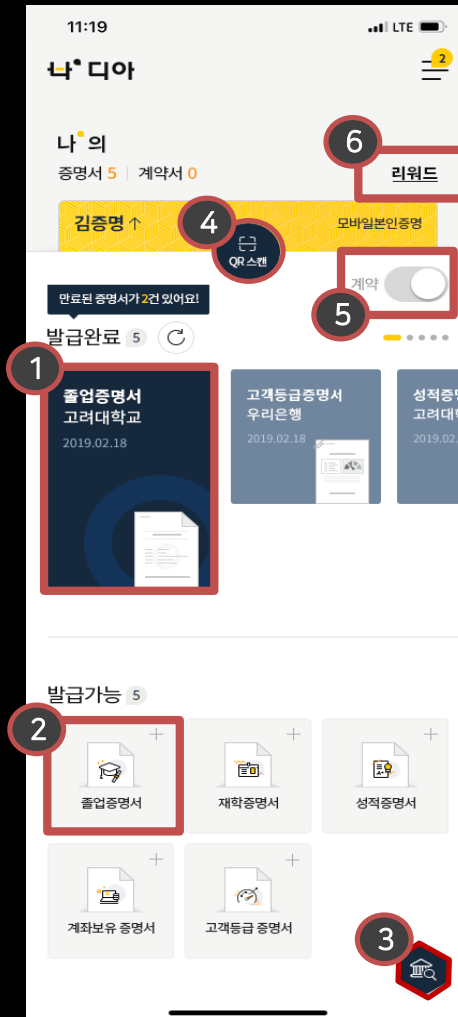 11:19
LTE
나디아
2
나의
6
증명서 5 | 계약서 0
리워드
김증명 ↑
4
모바일본인증명
QR 스캔
계약
5
만료된 증명서가 2건 있어요!
발급완료 5
1
졸업증명서
고려대학교
2019.02.18
고객등급증명서
우리은행
2019.02.18
성적증명
고려대
2019.02.
발급가능 5
2
졸업증명서
재학증명서
성적증명서
계좌보유 증명서
고객등급 증명서
3